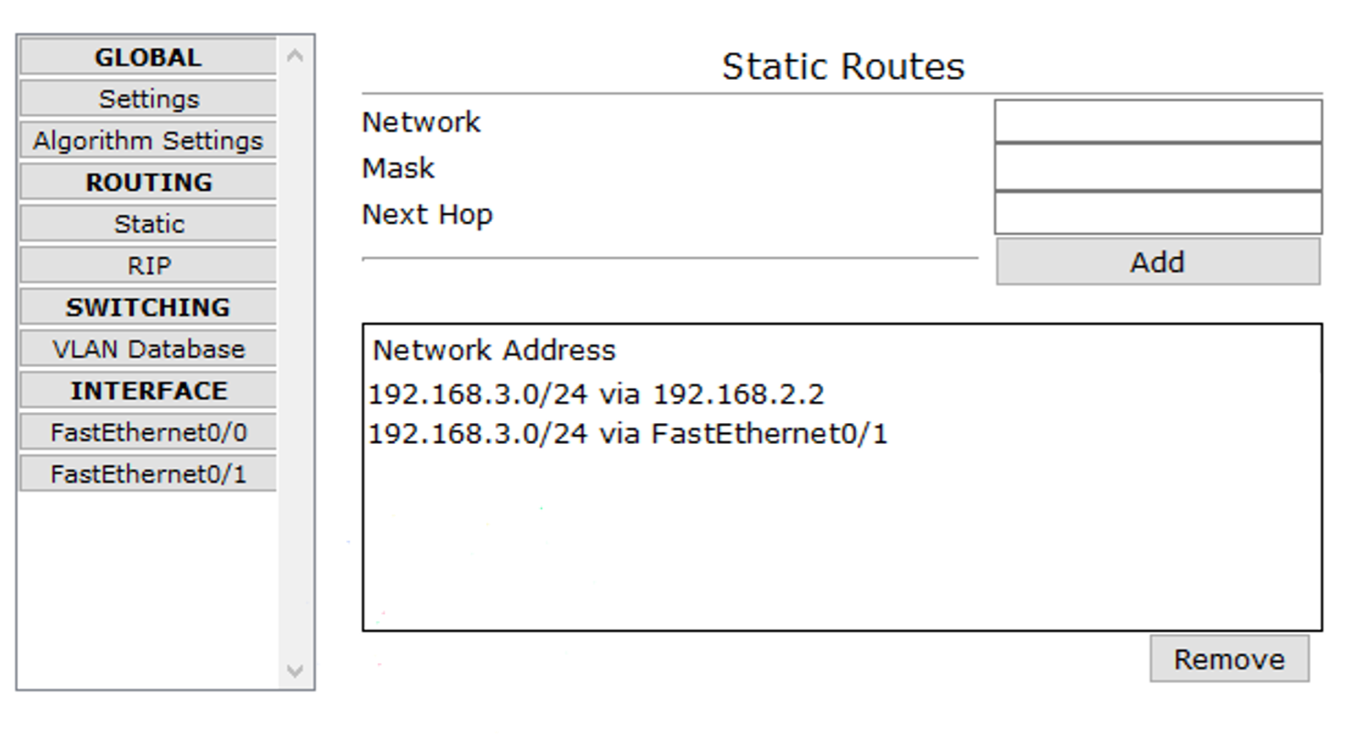 GLOBAL
Settings
Algorithm Settings
ROUTING
Static
RIP
SWITCHING
VLAN Database
INTERFACE
FastEthernet0/0
FastEthernet0/1
Static Routes
Network
Mask
Next Hop
Add
Network Address
192.168.3.0/24 via 192.168.2.2
192.168.3.0/24 via FastEthernet0/1
Remove